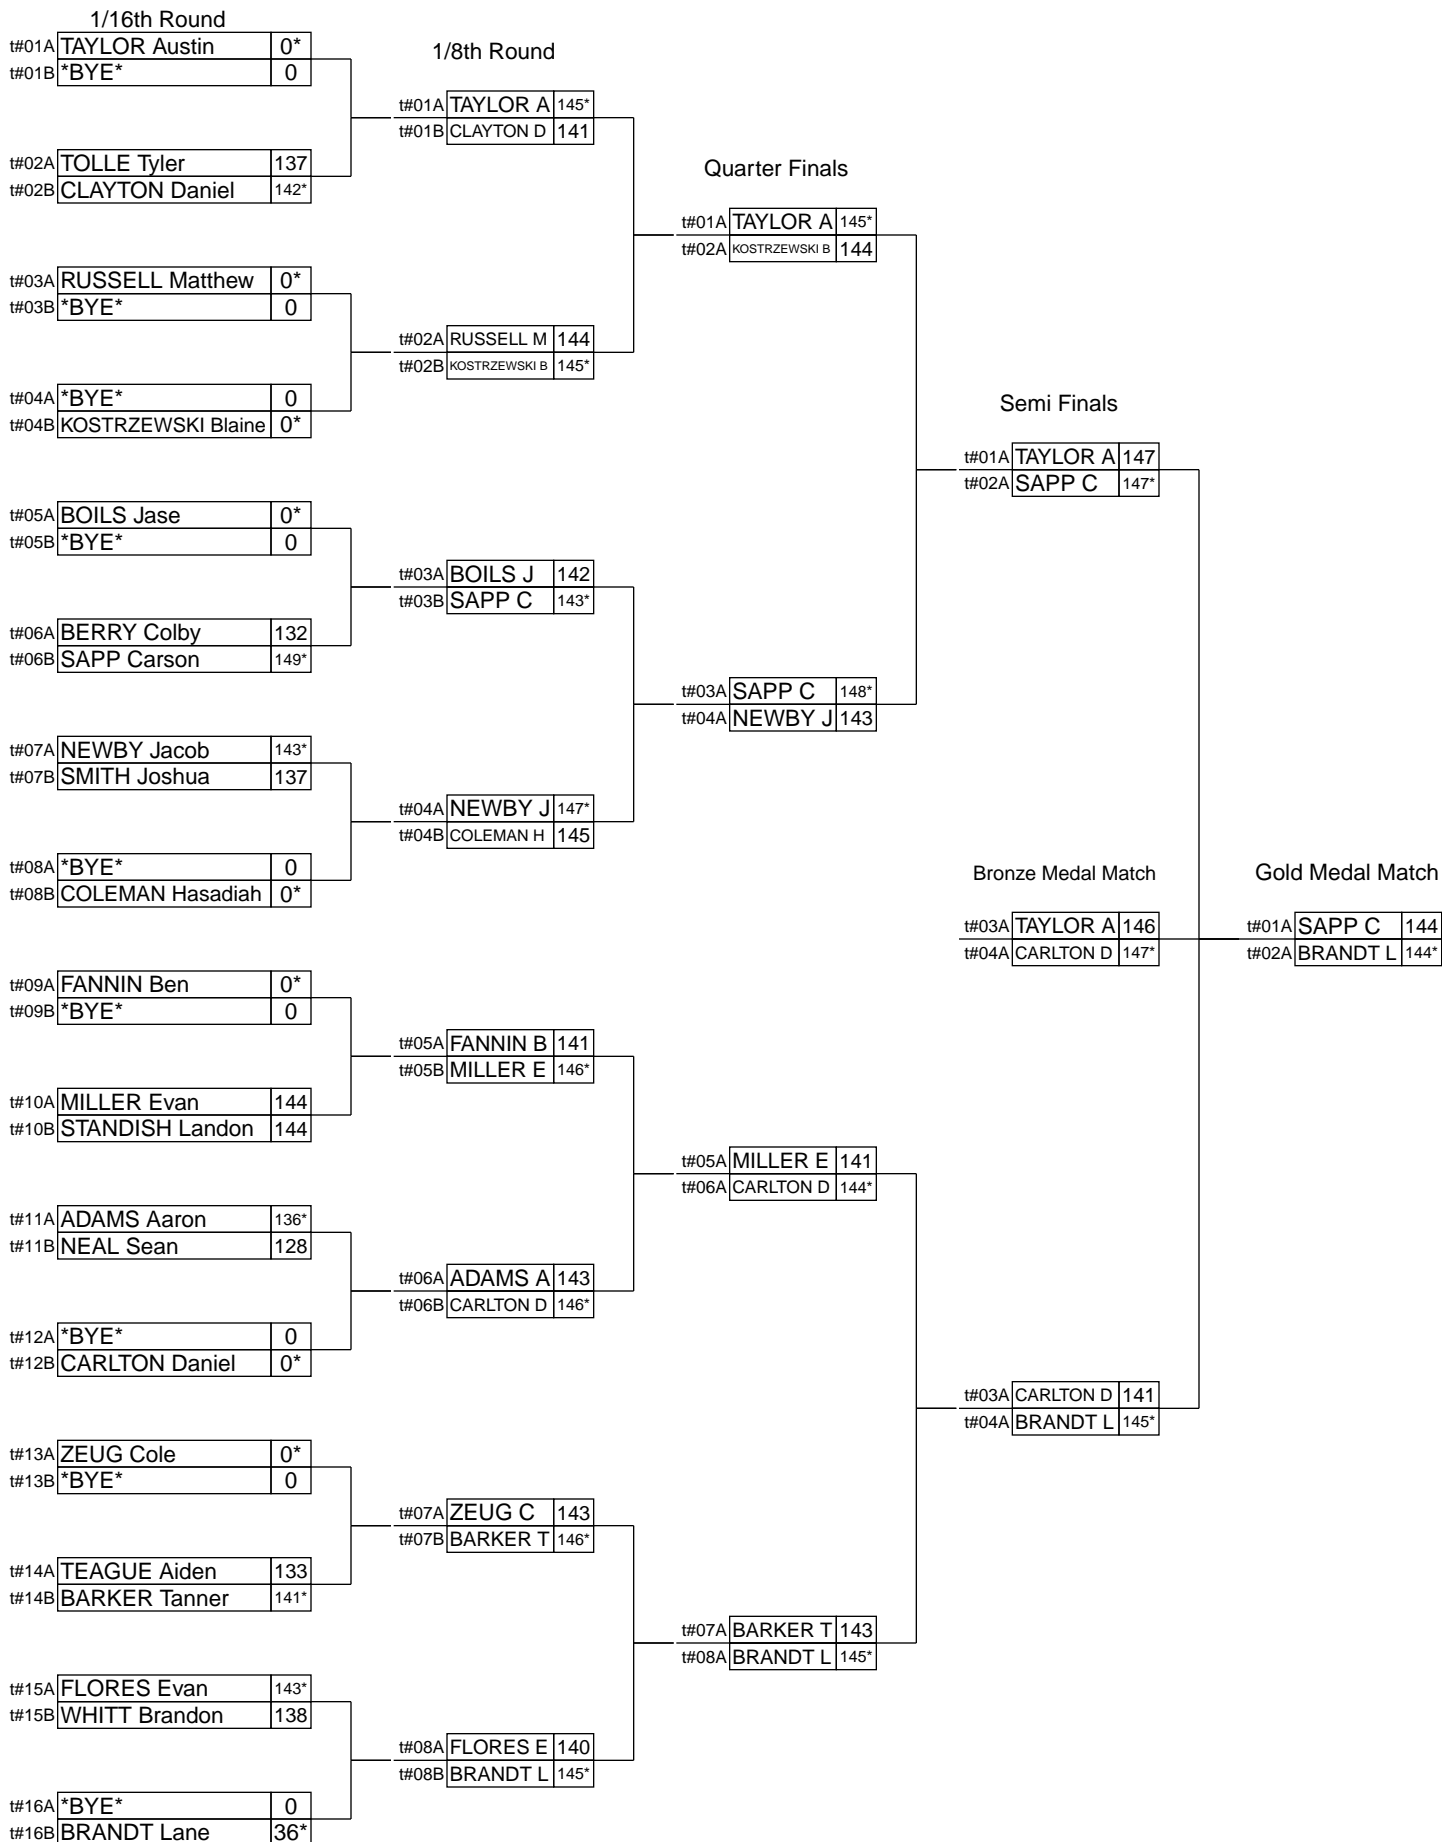 1/16th Round
t#01A TAYLOR Austin 0*
t#01B *BYE* 0
t#02A TOLLE Tyler 137
t#02B CLAYTON Daniel 142*
t#03A RUSSELL Matthew 0*
t#03B *BYE* 0
t#04A *BYE* 0
t#04B KOSTRZEWSKI Blaine 0*
t#05A BOILS Jase 0*
t#05B *BYE* 0
t#06A BERRY Colby 132
t#06B SAPP Carson 149*
t#07A NEWBY Jacob 143*
t#07B SMITH Joshua 137
t#08A *BYE* 0
t#08B COLEMAN Hasadiah 0*
t#09A FANNIN Ben 0*
t#09B *BYE* 0
t#10A MILLER Evan 144
t#10B STANDISH Landon 144
t#11A ADAMS Aaron 136*
t#11B NEAL Sean 128
t#12A *BYE* 0
t#12B CARLTON Daniel 0*
t#13A ZEUG Cole 0*
t#13B *BYE* 0
t#14A TEAGUE Aiden 133
t#14B BARKER Tanner 141*
t#15A FLORES Evan 143*
t#15B WHITT Brandon 138
t#16A *BYE* 0
t#16B BRANDT Lane 36*
1/8th Round
t#01A TAYLOR A 145*
t#01B CLAYTON D 141
t#02A RUSSELL M 144
t#02B KOSTRZEWSKI B 145*
t#03A BOILS J 142
t#03B SAPP C 143*
t#04A NEWBY J 147*
t#04B COLEMAN H 145
t#05A FANNIN B 141
t#05B MILLER E 146*
t#06A ADAMS A 143
t#06B CARLTON D 146*
t#07A ZEUG C 143
t#07B BARKER T 146*
t#08A FLORES E 140
t#08B BRANDT L 145*
Quarter Finals
t#01A TAYLOR A 145*
t#02A KOSTRZEWSKI B 144
t#03A SAPP C 148*
t#04A NEWBY J 143
t#05A MILLER E 141
t#06A CARLTON D 144*
t#07A BARKER T 143
t#08A BRANDT L 145*
Semi Finals
t#01A TAYLOR A 147
t#02A SAPP C 147*
t#03A CARLTON D 141
t#04A BRANDT L 145*
Bronze Medal Match
t#03A TAYLOR A 146
t#04A CARLTON D 147*
Gold Medal Match
t#01A SAPP C 144
t#02A BRANDT L 144*